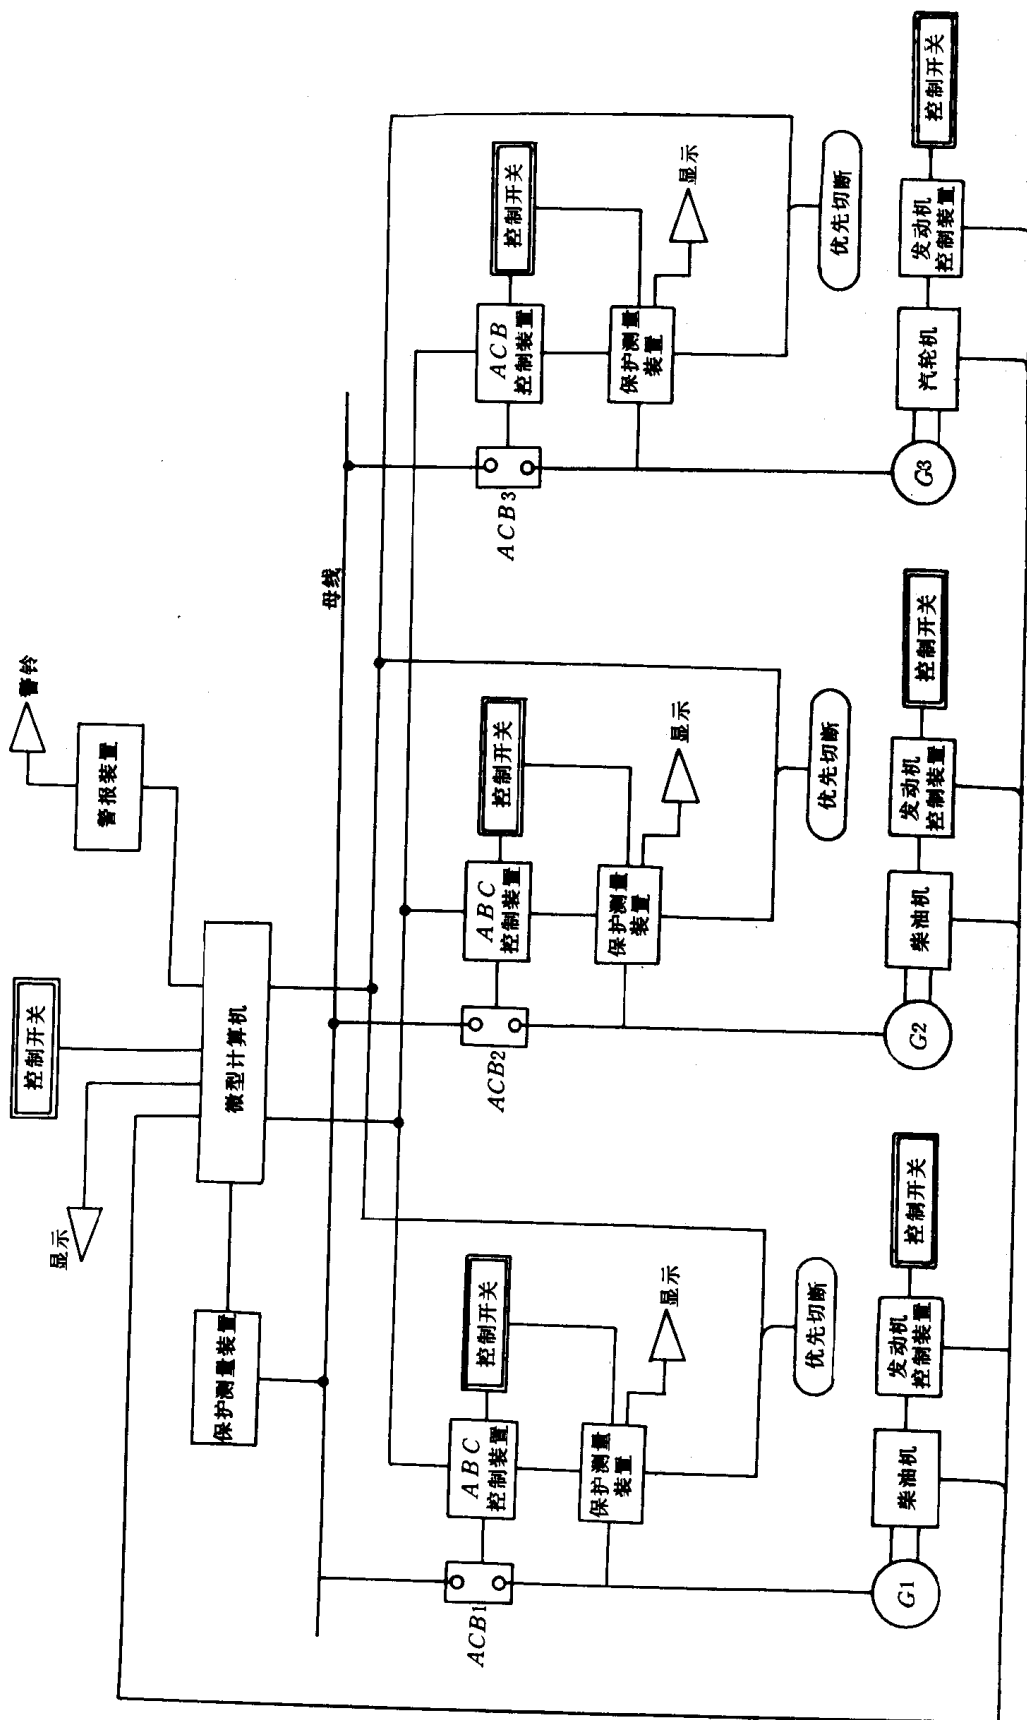 显示
控制开关
警铃
警报装置
微型计算机
保护测量装置
母线
ACB1
ABC
控制装置
控制开关
保护测量
装置
显示
优先切断
G1
柴油机
发动机
控制装置
控制开关
ACB2
ABC
控制装置
控制开关
保护测量
装置
显示
优先切断
G2
柴油机
发动机
控制装置
控制开关
ACB3
ACB
控制装置
控制开关
保护测量
装置
显示
优先切断
G3
汽轮机
发动机
控制装置
控制开关